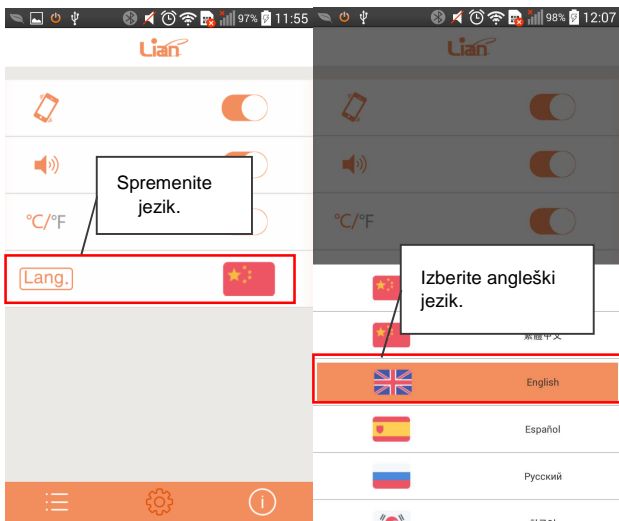 97% 11:55
Lian
Spremenite
jezik.
°C/°F
Lang.
98% 12:07
Lian
°C/°F
Izberite angleški
jezik.
繁體中文
English
Español
Русский